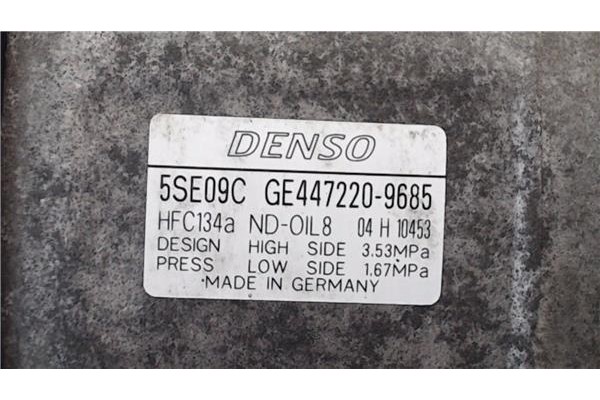 DENSO
5SE09C GE447220-9685
HFC134a ND-OIL8 04 H 10453
DESIGN HIGH SIDE 3.53MPa
PRESS LOW SIDE 1.67MPa
MADE IN GERMANY